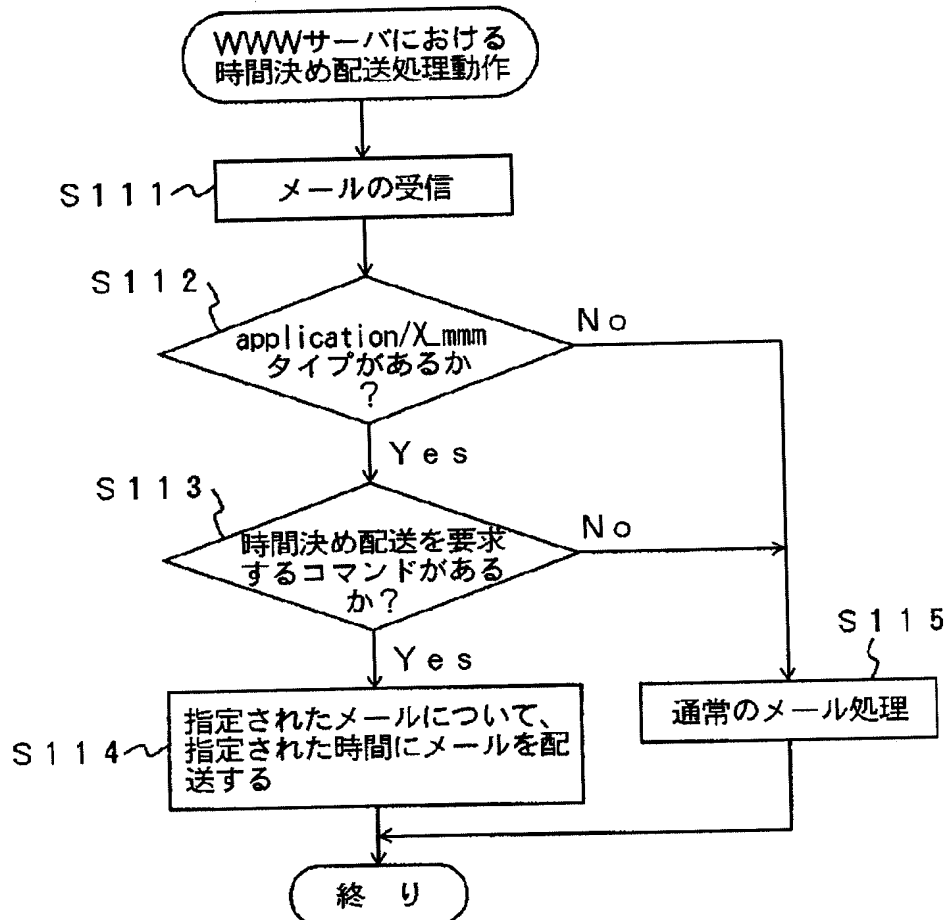 WWWサーバにおける
時間決め配送処理動作
S111
メールの受信
S112
application/X_mmm
タイプがあるか
?
No
Yes
S113
時間決め配送を要求
するコマンドがある
か?
No
Yes
S115
通常のメール処理
S114
指定されたメールについて、
指定された時間にメールを配
送する
終り